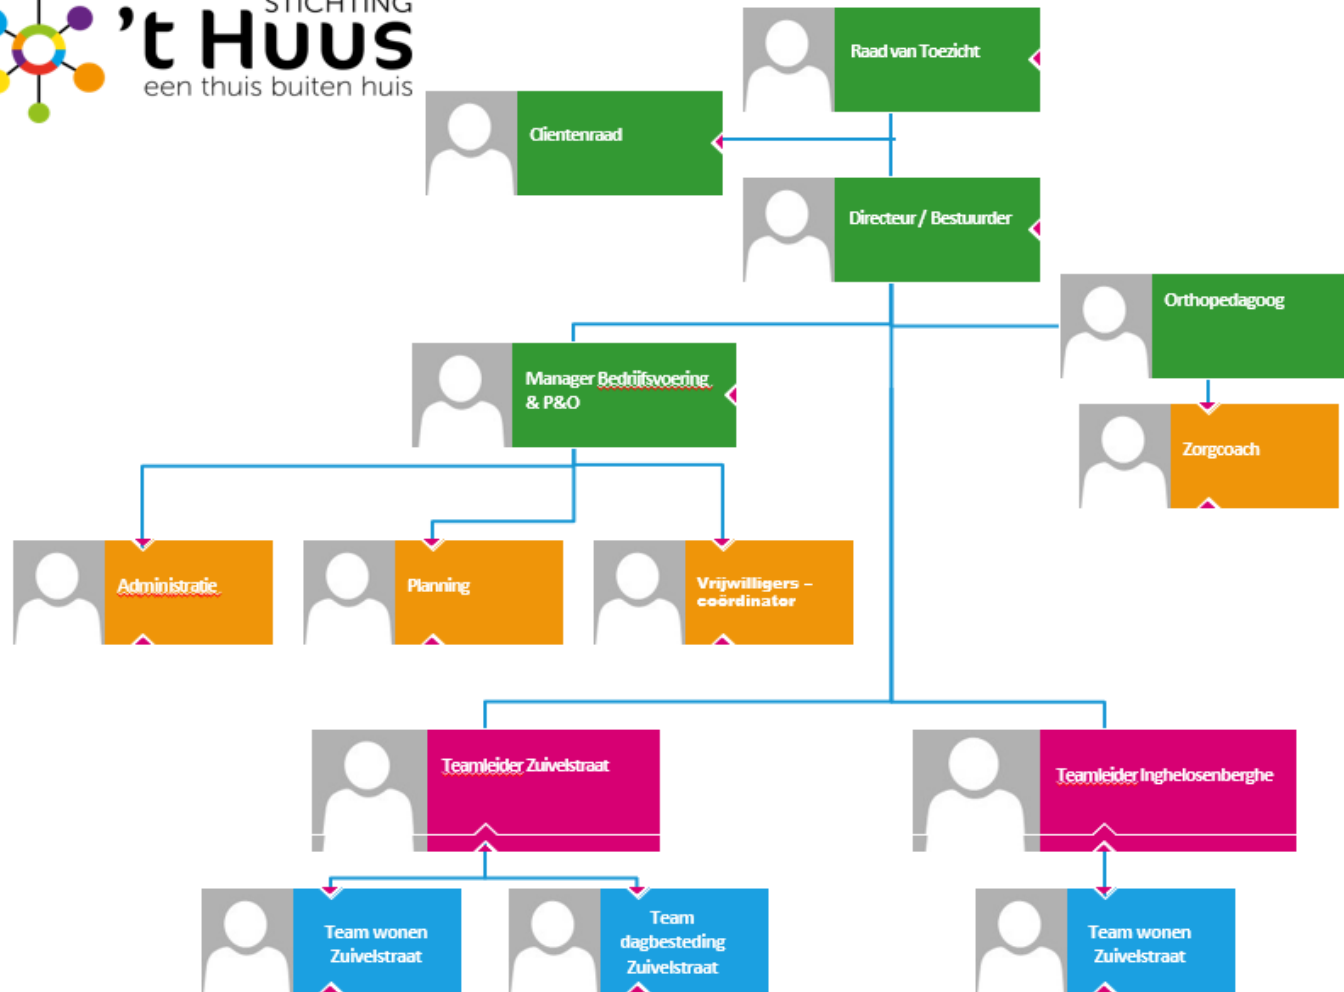 STICHTING
't Huus
een thuis buiten huis
Raad van Toezicht
Clientenraad
Directeur / Bestuurder
Orthopedagoog
Manager Bedrijfsvoering
& P&O
Zorgcoach
Administratie
Planning
Vrijwilligers –
coördinator
Teamleider Zuivelstraat
Teamleider Inghelosenberghe
Team wonen
Zuivelstraat
Team
dagbesteding
Zuivelstraat
Team wonen
Zuivelstraat